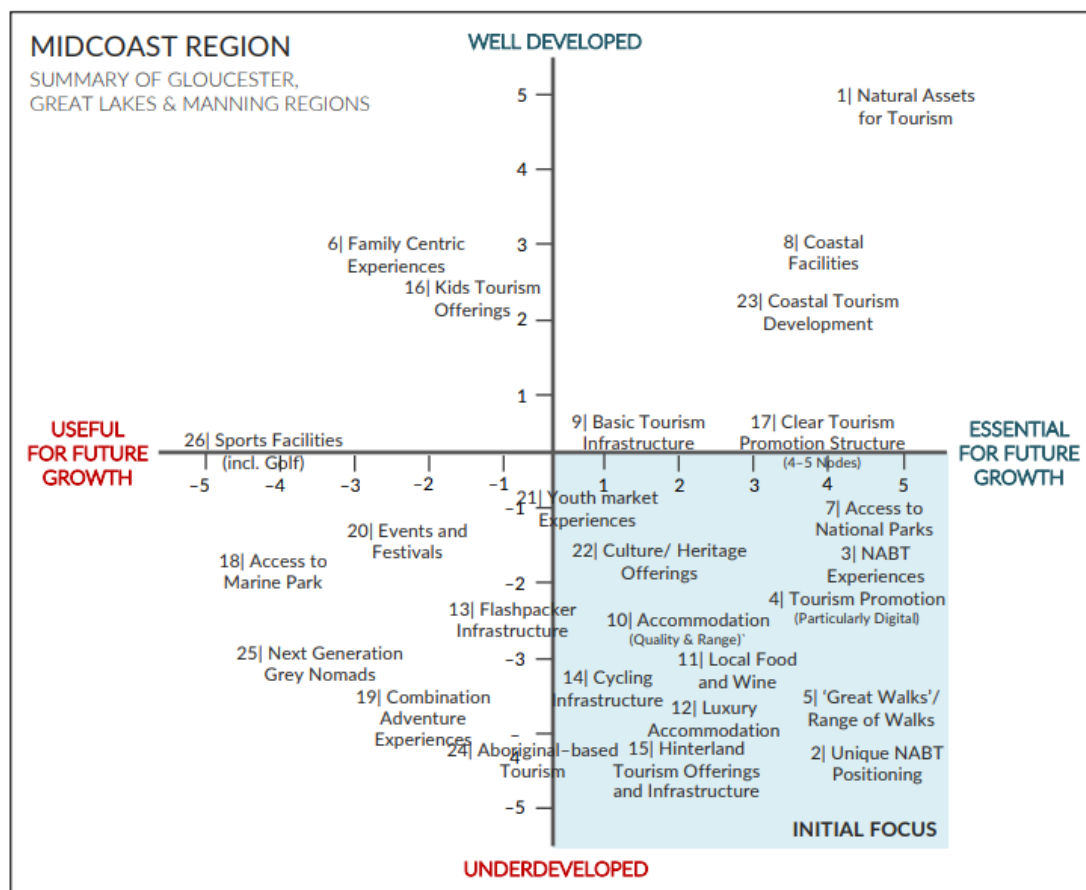 MIDCOAST REGION
SUMMARY OF GLOUCESTER,
GREAT LAKES & MANNING REGIONS
WELL DEVELOPED
5
4
3
2
1
1| Natural Assets
for Tourism
6| Family Centric
Experiences
16| Kids Tourism
Offerings
8| Coastal
Facilities
23| Coastal Tourism
Development
USEFUL
FOR FUTURE
GROWTH
26| Sports Facilities
(incl. Golf)
9| Basic Tourism
Infrastructure
17| Clear Tourism
Promotion Structure
(4–5 Nodes)
ESSENTIAL
FOR FUTURE
GROWTH
–5 –4 –3 –2 –1 1 2 3 4 5
–1
–2
–3
–4
–5
21| Youth market
Experiences
7| Access to
National Parks
20| Events and
Festivals
18| Access to
Marine Park
22| Culture/ Heritage
Offerings
3| NABT
Experiences
4| Tourism Promotion
(Particularly Digital)
13| Flashpacker
Infrastructure
10| Accommodation
(Quality & Range)`
25| Next Generation
Grey Nomads
11| Local Food
and Wine
14| Cycling
Infrastructure
19| Combination
Adventure
Experiences
12| Luxury
Accommodation
5| ‘Great Walks’/
Range of Walks
24| Aboriginal–based
Tourism
15| Hinterland
Tourism Offerings
and Infrastructure
2| Unique NABT
Positioning
INITIAL FOCUS
UNDERDEVELOPED